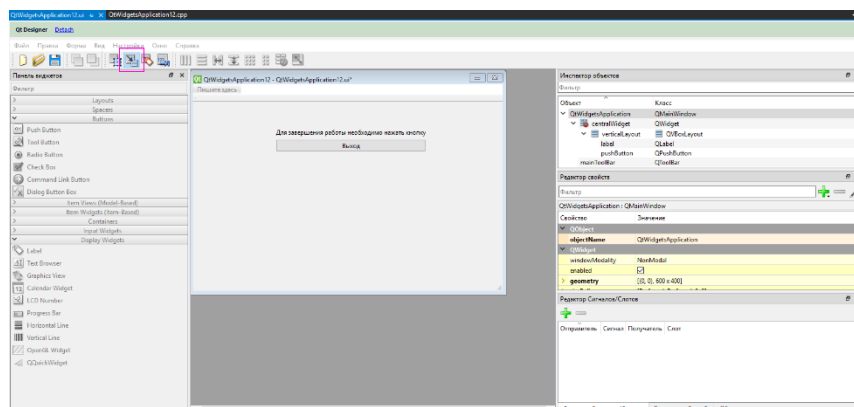 QtWidgetsApplication12.ui QtWidgetsApplication12.cpp
Qt Designer Detach
Файл Правка Форма Вид Настройка Окно Справка
Панель виджетов
Фильтр
Layouts
Spacers
Buttons
Push Button
Tool Button
Radio Button
Check Box
Command Link Button
Dialog Button Box
Item Views (Model-Based)
Item Widgets (Item-Based)
Containers
Input Widgets
Display Widgets
Label
Text Browser
Graphics View
Calendar Widget
LCD Number
Progress Bar
Horizontal Line
Vertical Line
OpenGL Widget
QQuickWidget
QtWidgetsApplication12 - QtWidgetsApplication12.ui*
Пишите здесь
Для завершения работы необходимо нажать кнопку
Выход
Инспектор объектов
Фильтр
Объект Класс
QtWidgetsApplication QMainWindow
centralWidget QWidget
verticalLayout QVBoxLayout
label QLabel
pushButton QPushButton
mainToolBar QToolBar
Редактор свойств
Фильтр
QtWidgetsApplication : QMainWindow
Свойство Значение
QObject
objectName QtWidgetsApplication
QWidget
windowModality NonModal
enabled
geometry [(0, 0), 600 x 400]
Редактор Сигналов/Слотов
Отправитель Сигнал Получатель Слот